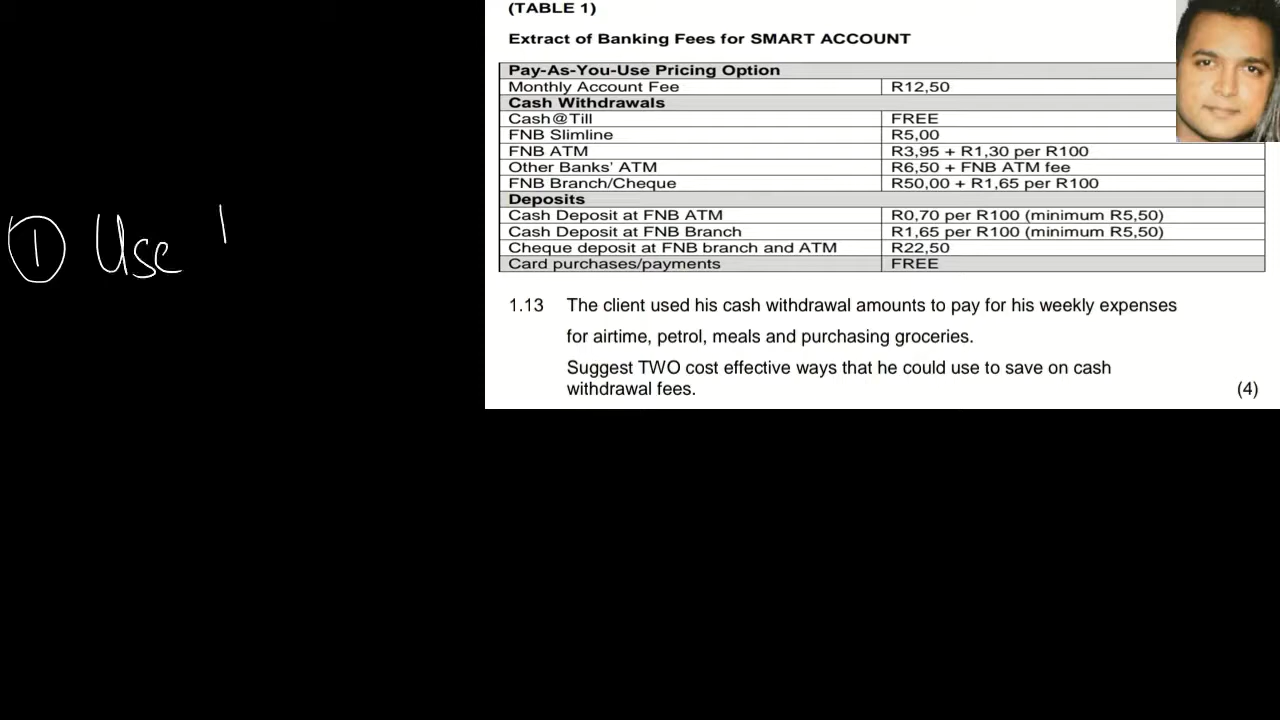 (TABLE 1)
Extract of Banking Fees for SMART ACCOUNT
Pay-As-You-Use Pricing Option
Monthly Account Fee R12,50
Cash Withdrawals
Cash@Till FREE
FNB Slimline R5,00
FNB ATM R3,95 + R1,30 per R100
Other Banks' ATM R6,50 + FNB ATM fee
FNB Branch/Cheque R50,00 + R1,65 per R100
Deposits
Cash Deposit at FNB ATM R0,70 per R100 (minimum R5,50)
Cash Deposit at FNB Branch R1,65 per R100 (minimum R5,50)
Cheque deposit at FNB branch and ATM R22,50
Card purchases/payments FREE
1.13 The client used his cash withdrawal amounts to pay for his weekly expenses
for airtime, petrol, meals and purchasing groceries.
Suggest TWO cost effective ways that he could use to save on cash
withdrawal fees. (4)
1 Use